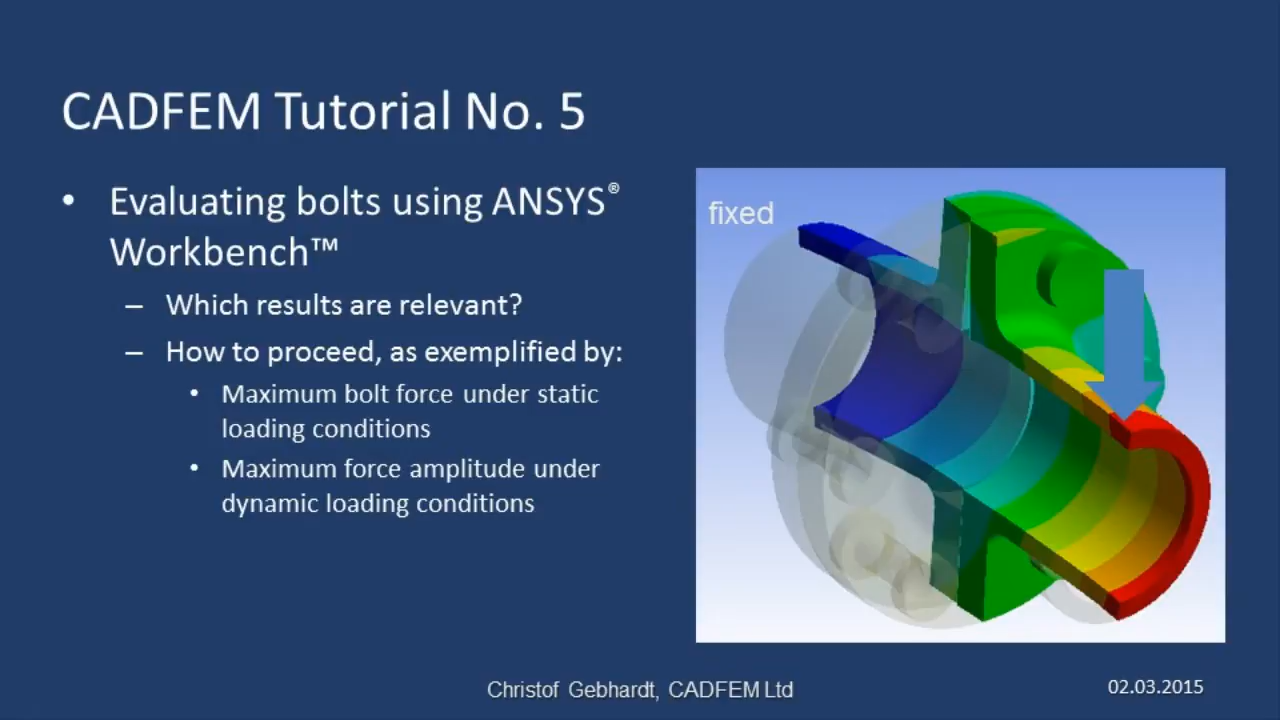 CADFEM Tutorial No. 5
• Evaluating bolts using ANSYS®
Workbench™
– Which results are relevant?
– How to proceed, as exemplified by:
• Maximum bolt force under static
loading conditions
• Maximum force amplitude under
dynamic loading conditions
fixed
Christof Gebhardt, CADFEM Ltd
02.03.2015